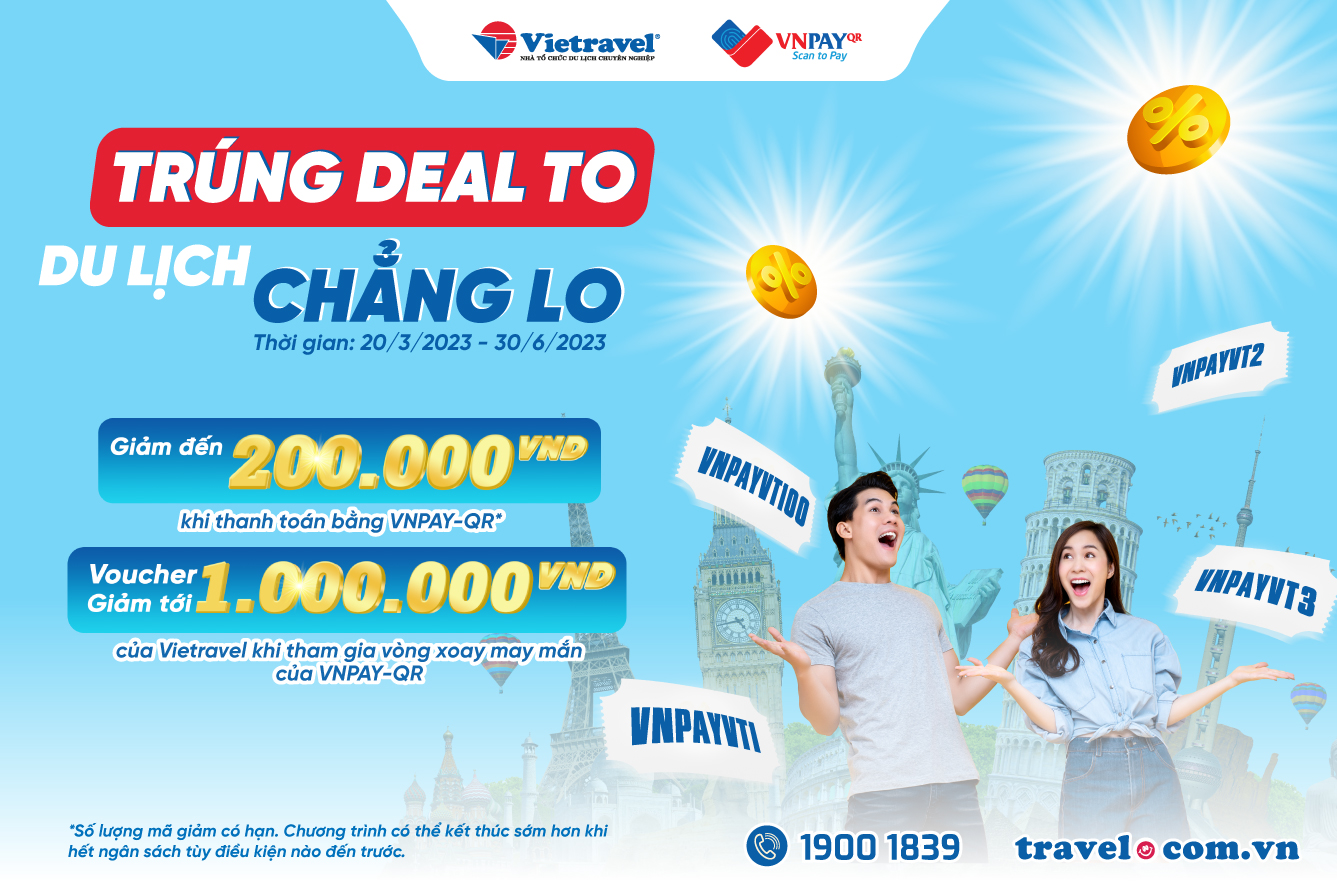 Vietravel®
NHÀ TỔ CHỨC DU LỊCH CHUYÊN NGHIỆP
VNPAYQR
Scan to Pay
TRÚNG DEAL TO
DU LỊCH
CHẲNG LO
Thời gian: 20/3/2023 - 30/6/2023
%
%
VNPAYVT2
VNPAYVT100
VNPAYVT3
VNPAYVT1
Giảm đến 200.000 VND
khi thanh toán bằng VNPAY-QR*
Voucher
Giảm tới 1.000.000 VND
của Vietravel khi tham gia vòng xoay may mắn
của VNPAY-QR
*Số lượng mã giảm có hạn. Chương trình có thể kết thúc sớm hơn khi
hết ngân sách tùy điều kiện nào đến trước.
1900 1839
travel.com.vn